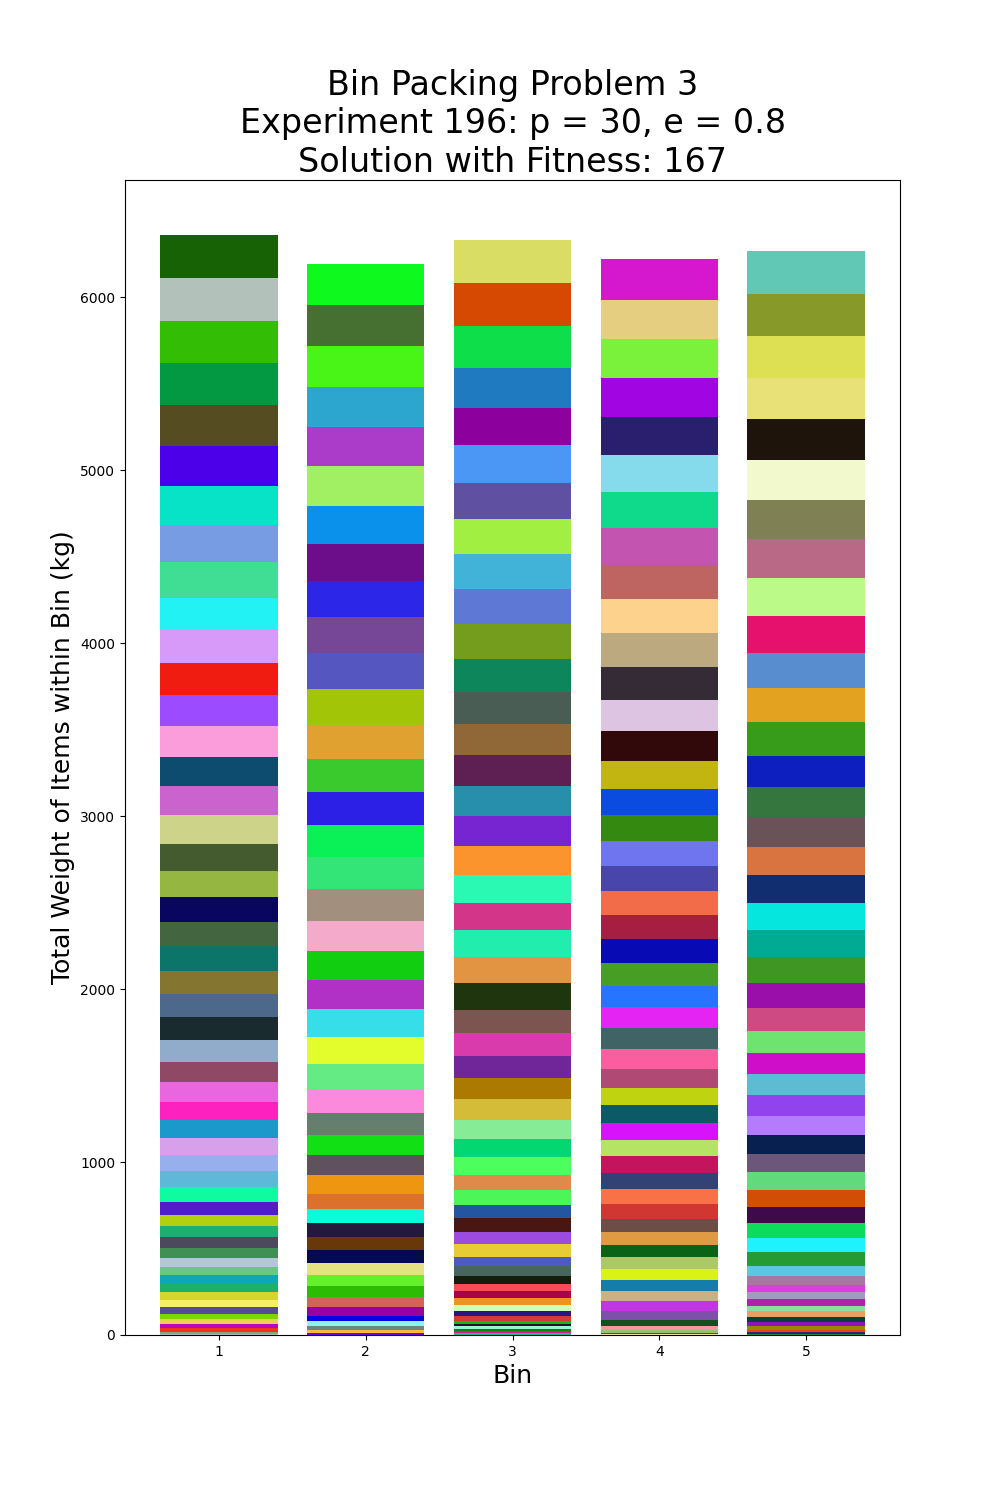 Bin Packing Problem 3
Experiment 196: p = 30, e = 0.8
Solution with Fitness: 167
Total Weight of Items within Bin (kg)
6000
5000
4000
3000
2000
1000
0
1 2 3 4 5
Bin